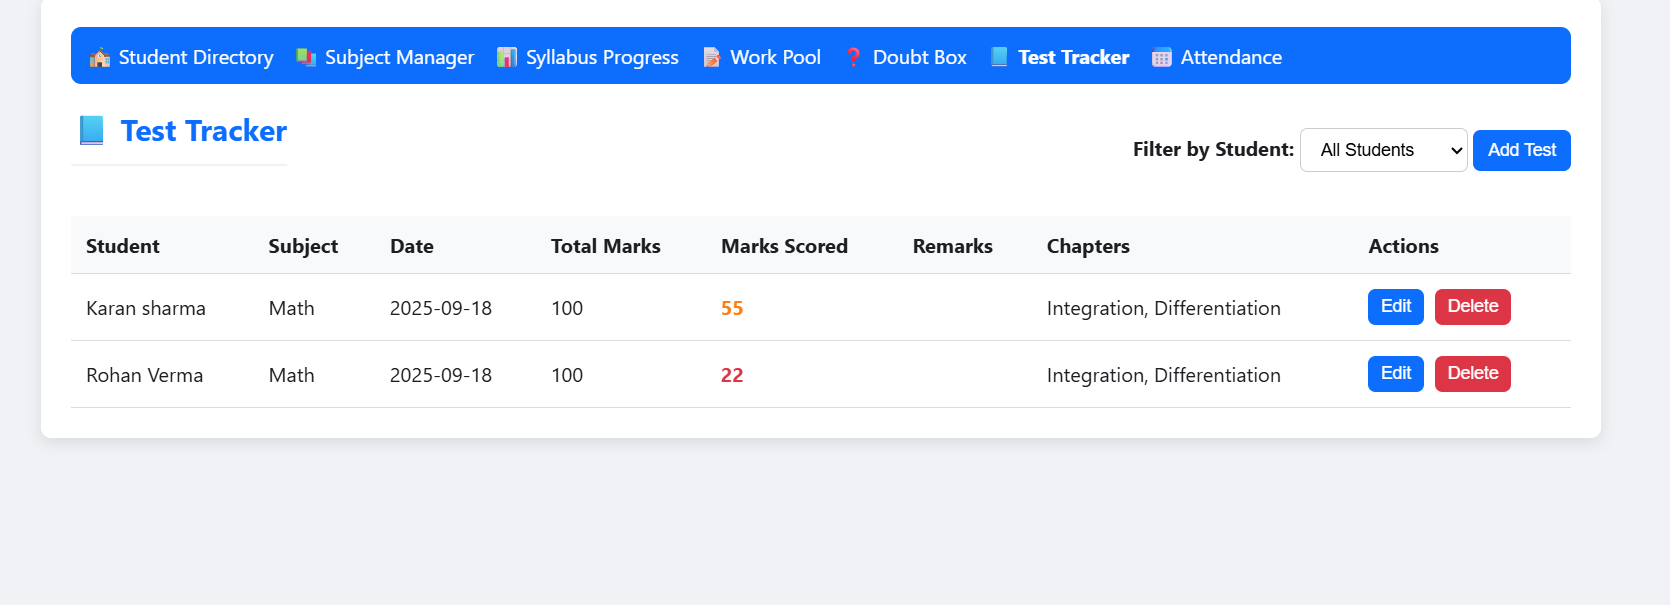 Student Directory Subject Manager Syllabus Progress Work Pool Doubt Box Test Tracker Attendance
Test Tracker
Filter by Student: All Students Add Test
Student Subject Date Total Marks Marks Scored Remarks Chapters Actions
Karan sharma Math 2025-09-18 100 55 Integration, Differentiation Edit Delete
Rohan Verma Math 2025-09-18 100 22 Integration, Differentiation Edit Delete